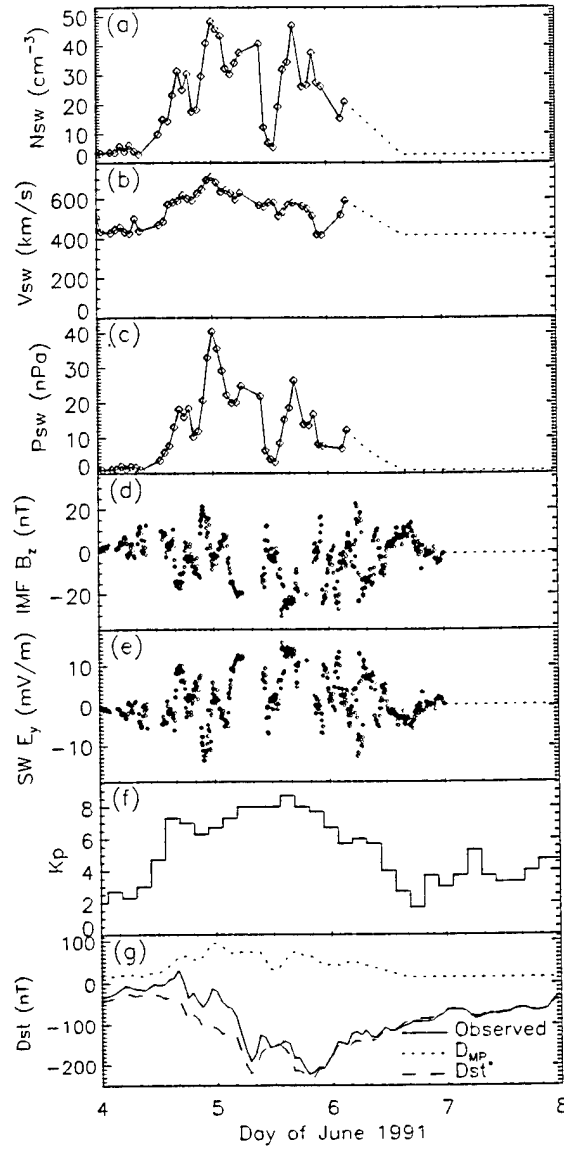 (a)
Nsw (cm⁻³)
50
40
30
20
10
0
(b)
Vsw (km/s)
600
400
200
0
(c)
Psw (nPa)
40
30
20
10
0
(d)
IMF Bz (nT)
20
0
-20
(e)
SW Ey (mV/m)
10
0
-10
(f)
Kp
8
6
4
2
0
(g)
Dst (nT)
100
0
-100
-200
Observed
DMP
Dst*
4 5 6 7 8
Day of June 1991